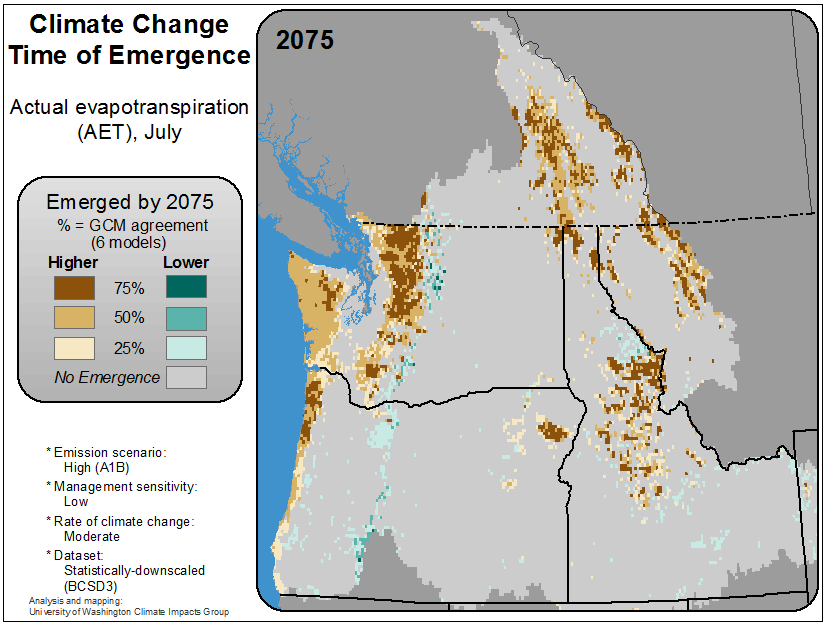 Climate Change
Time of Emergence
Actual evapotranspiration
(AET), July
Emerged by 2075
% = GCM agreement
(6 models)
Higher Lower
75%
50%
25%
No Emergence
* Emission scenario:
High (A1B)
* Management sensitivity:
Low
* Rate of climate change:
Moderate
* Dataset:
Statistically-downscaled
(BCSD3)
Analysis and mapping:
University of Washington Climate Impacts Group
2075